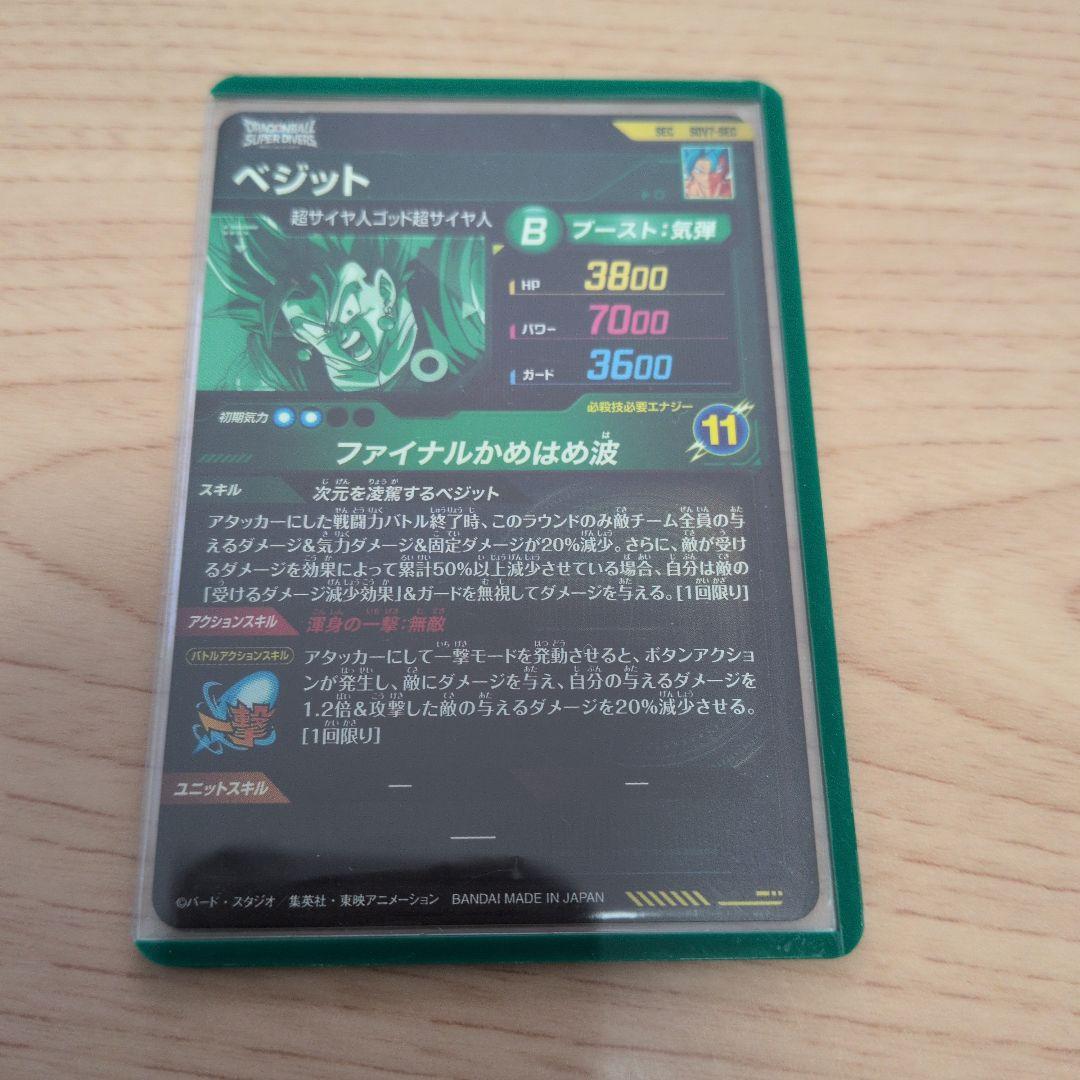 DRAGONBALL
SUPER DIVERS
SEC SDV7-SEC
ベジット
超サイヤ人ゴッド超サイヤ人
B ブースト:気弾
HP 3800
パワー 7000
ガード 3600
初期気力
必殺技必要エナジー
11
ファイナルかめはめ波
スキル 次元を凌駕するベジット
アタッカーにした戦闘力バトル終了時、このラウンドのみ敵チーム全員の与
えるダメージ&気力ダメージ&固定ダメージが20%減少。さらに、敵が受け
るダメージを効果によって累計50%以上減少させている場合、自分は敵の
「受けるダメージ減少効果」&ガードを無視してダメージを与える。[1回限り]
アクションスキル 渾身の一撃:無敵
バトルアクションスキル
アタッカーにして一撃モードを発動させると、ボタンアクショ
ンが発生し、敵にダメージを与え、自分の与えるダメージを
1.2倍&攻撃した敵の与えるダメージを20%減少させる。
[1回限り]
一撃
ユニットスキル — —
—
©バード・スタジオ/集英社・東映アニメーション BANDAI MADE IN JAPAN